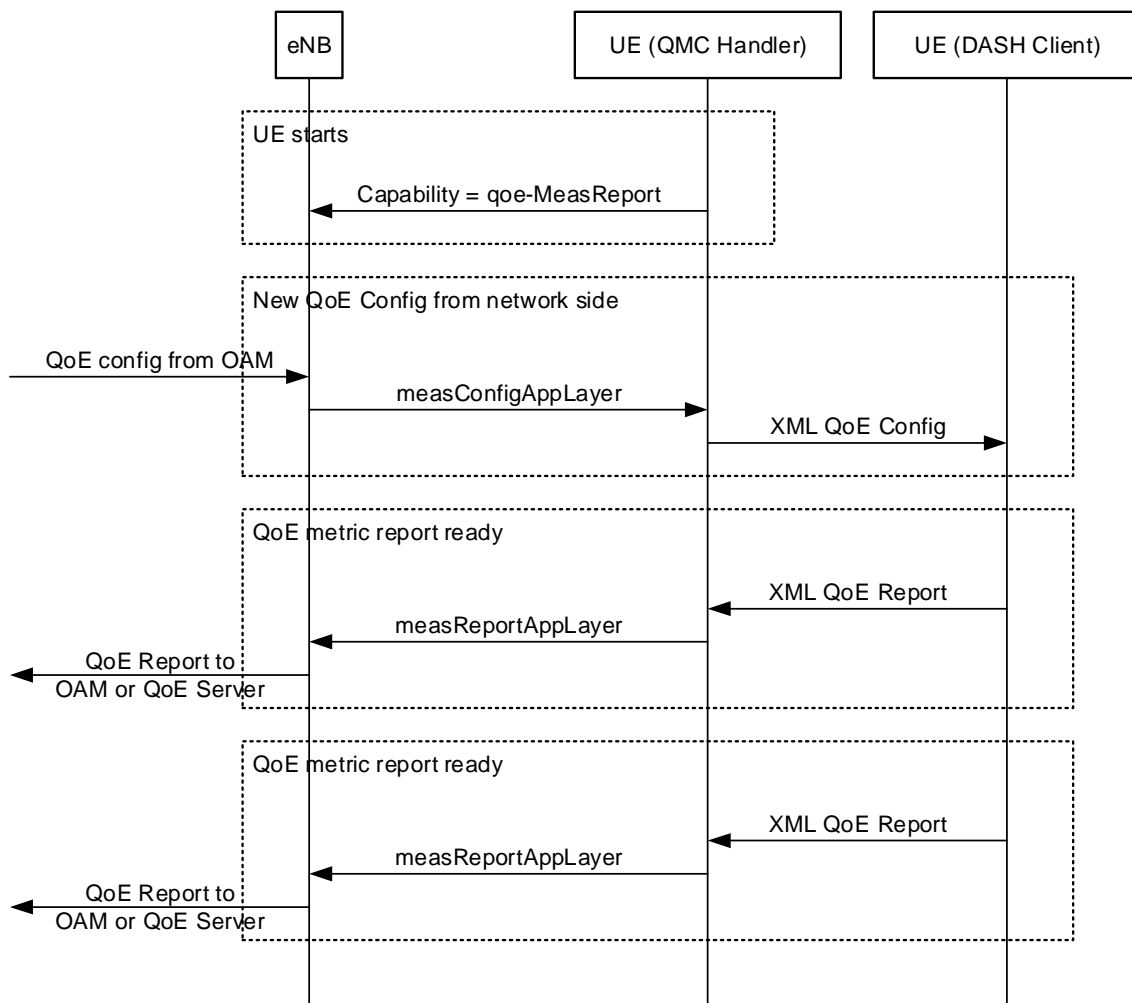 eNB
UE (QMC Handler)
UE (DASH Client)
UE starts
Capability = qoe-MeasReport
New QoE Config from network side
QoE config from OAM
measConfigAppLayer
XML QoE Config
QoE metric report ready
XML QoE Report
measReportAppLayer
QoE Report to
OAM or QoE Server
QoE metric report ready
XML QoE Report
measReportAppLayer
QoE Report to
OAM or QoE Server